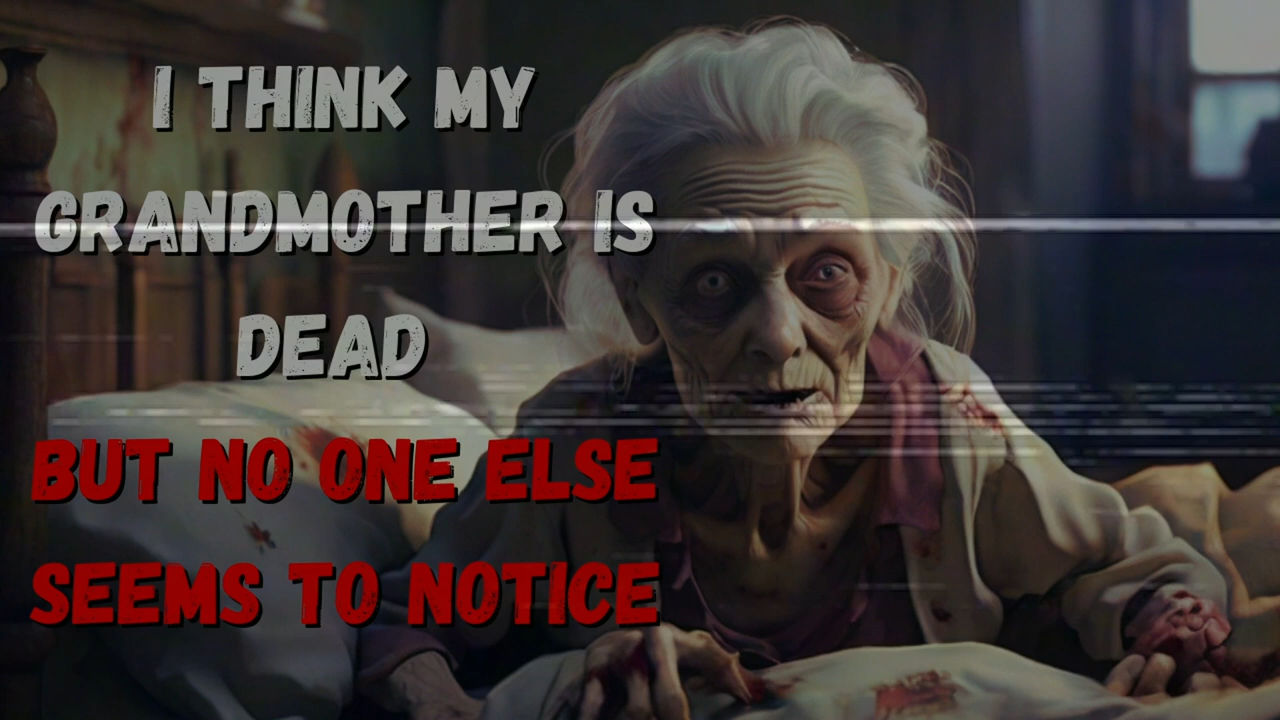 I THINK MY
GRANDMOTHER IS
DEAD
BUT NO ONE ELSE
SEEMS TO NOTICE